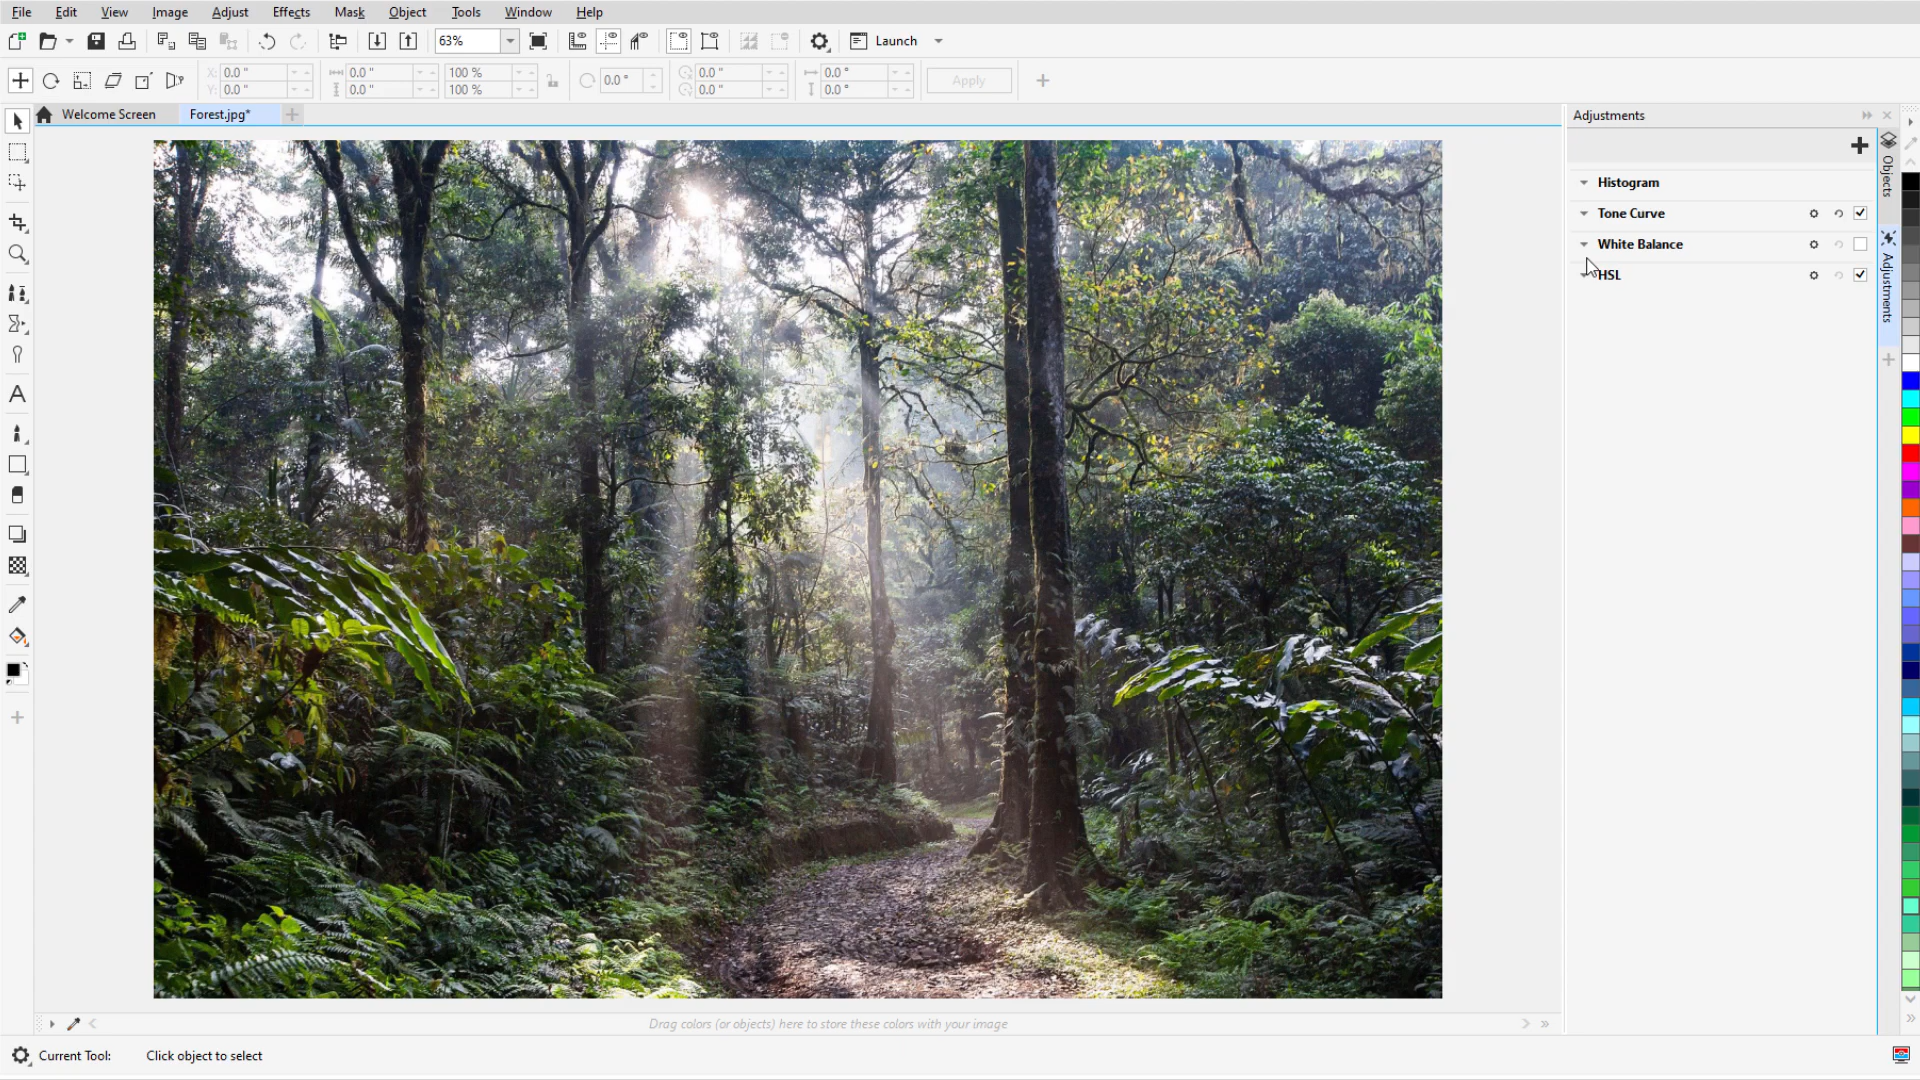 File Edit View Image Adjust Effects Mask Object Tools Window Help
63% Launch
X: 0.0 " 0.0 " 100 % 0.0 ° 0.0 " 0.0 ° Apply
Y: 0.0 " 0.0 " 100 % 0.0 " 0.0 °
Welcome Screen Forest.jpg* Adjustments
Objects
Adjustments
Histogram
Tone Curve
White Balance
HSL
A
Drag colors (or objects) here to store these colors with your image
Current Tool: Click object to select